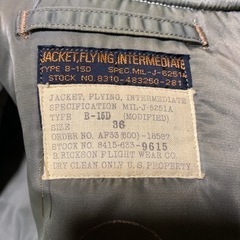 JACKET, FLYING, INTERMEDIATE
TYPE B-15D SPEC. MIL-J-6251A
STOCK NO. 8310-483250-281
JACKET, FLYING, INTERMEDIATE
SPECIFICATION MIL-J-6251A
TYPE B-15D (MODIFIED)
SIZE 36
ORDER NO. AF33(600)-18587
STOCK NO. 8415-633-9615
B. RICKSON FLIGHT WEAR CO.
DRY CLEAN ONLY U.S. PROPERTY